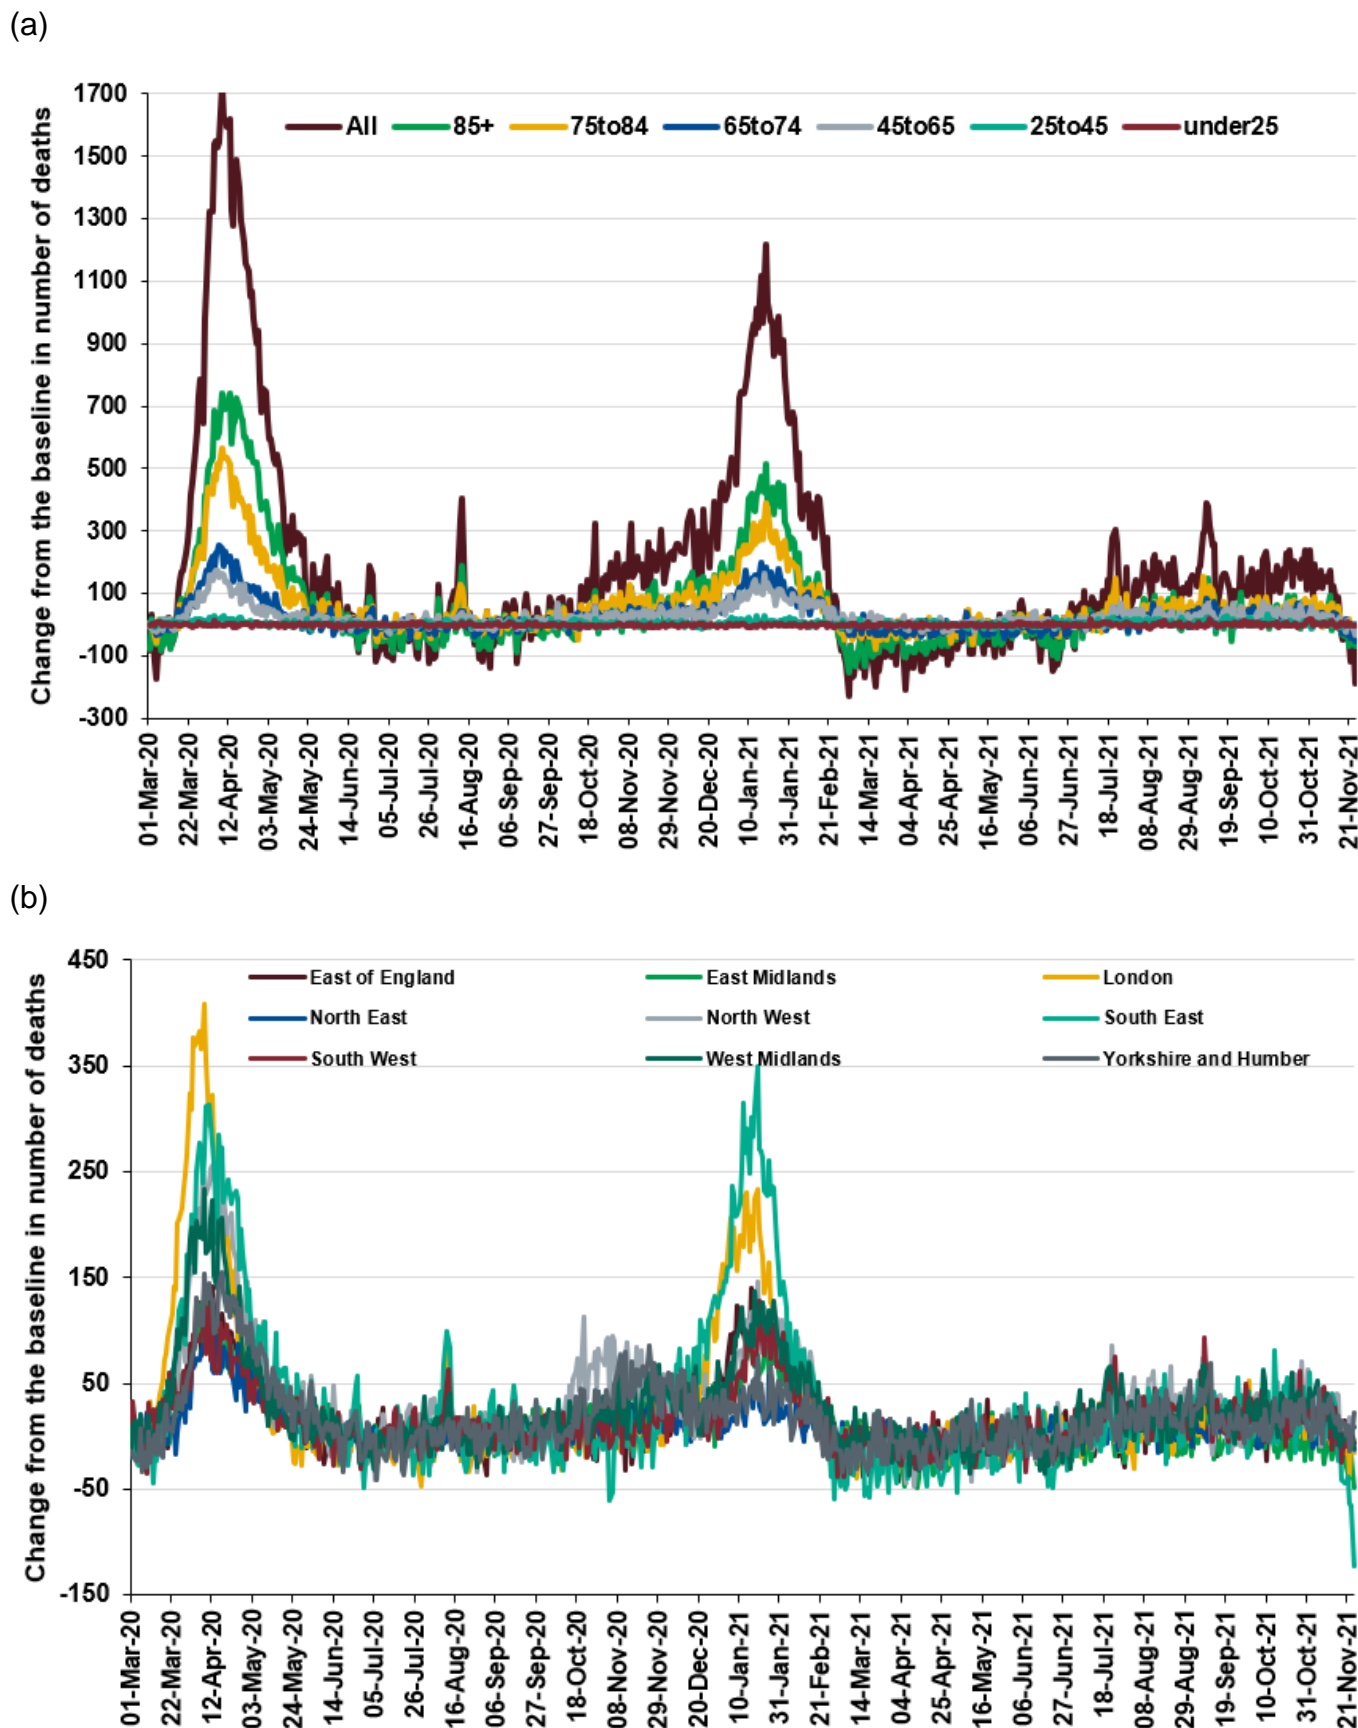 (a)
Change from the baseline in number of deaths
1700
1500
1300
1100
900
700
500
300
100
-100
-300
All 85+ 75to84 65to74 45to65 25to45 under25
01-Mar-20 22-Mar-20 12-Apr-20 03-May-20 24-May-20 14-Jun-20 05-Jul-20 26-Jul-20 16-Aug-20 06-Sep-20 27-Sep-20 18-Oct-20 08-Nov-20 29-Nov-20 20-Dec-20 10-Jan-21 31-Jan-21 21-Feb-21 14-Mar-21 04-Apr-21 25-Apr-21 16-May-21 06-Jun-21 27-Jun-21 18-Jul-21 08-Aug-21 29-Aug-21 19-Sep-21 10-Oct-21 31-Oct-21 21-Nov-21
(b)
Change from the baseline in number of deaths
450
350
250
150
50
-50
-150
East of England East Midlands London
North East North West South East
South West West Midlands Yorkshire and Humber
01-Mar-20 22-Mar-20 12-Apr-20 03-May-20 24-May-20 14-Jun-20 05-Jul-20 26-Jul-20 16-Aug-20 06-Sep-20 27-Sep-20 18-Oct-20 08-Nov-20 29-Nov-20 20-Dec-20 10-Jan-21 31-Jan-21 21-Feb-21 14-Mar-21 04-Apr-21 25-Apr-21 16-May-21 06-Jun-21 27-Jun-21 18-Jul-21 08-Aug-21 29-Aug-21 19-Sep-21 10-Oct-21 31-Oct-21 21-Nov-21